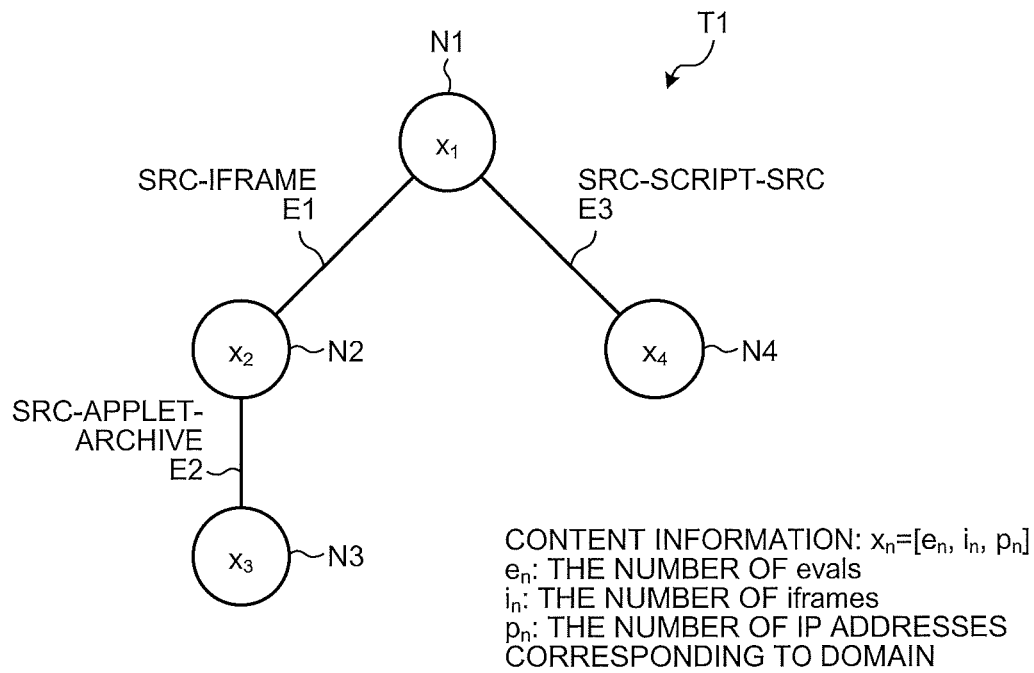 T1
N1
x₁
SRC-IFRAME
E1
SRC-SCRIPT-SRC
E3
x₂
N2
x₄
N4
SRC-APPLET-
ARCHIVE
E2
x₃
N3
CONTENT INFORMATION: xₙ=[eₙ, iₙ, pₙ]
eₙ: THE NUMBER OF evals
iₙ: THE NUMBER OF iframes
pₙ: THE NUMBER OF IP ADDRESSES
CORRESPONDING TO DOMAIN